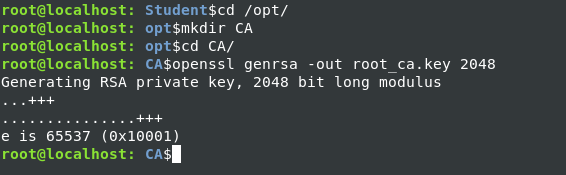 root@localhost: Student$cd /opt/
root@localhost: opt$mkdir CA
root@localhost: opt$cd CA/
root@localhost: CA$openssl genrsa -out root_ca.key 2048
Generating RSA private key, 2048 bit long modulus
...+++
...............+++
e is 65537 (0x10001)
root@localhost: CA$